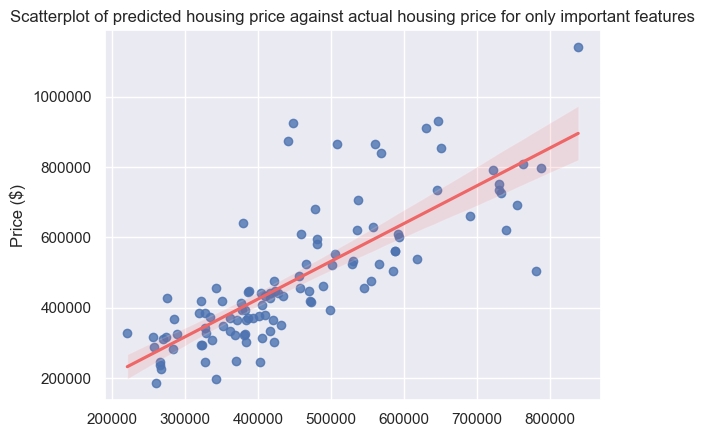 Scatterplot of predicted housing price against actual housing price for only important features
1000000
800000
Price ($)
600000
400000
200000
200000 300000 400000 500000 600000 700000 800000